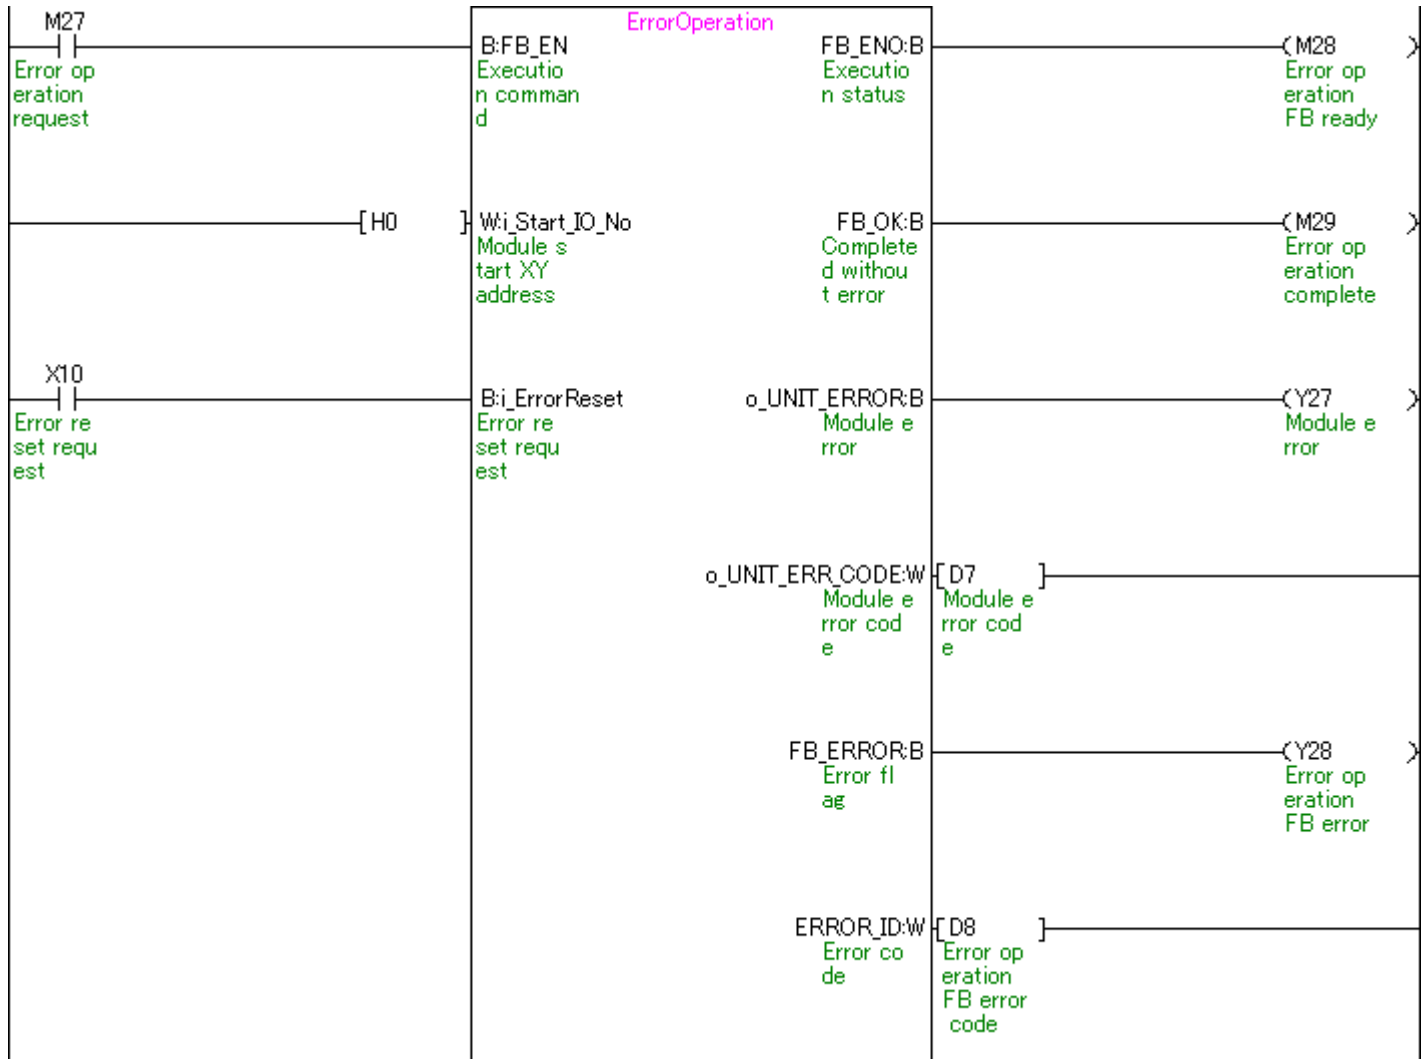 ErrorOperation
M27
B:FB_EN
FB_ENO:B
(M28 )
Error op
eration
request
Executio
n comman
d
Executio
n status
Error op
eration
FB ready
[ H0 ]
W:i_Start_IO_No
FB_OK:B
(M29 )
Module s
tart XY
address
Complete
d withou
t error
Error op
eration
complete
X10
B:i_ErrorReset
o_UNIT_ERROR:B
(Y27 )
Error re
set requ
est
Error re
set requ
est
Module e
rror
Module e
rror
o_UNIT_ERR_CODE:W
[ D7 ]
Module e
rror cod
e
Module e
rror cod
e
FB_ERROR:B
(Y28 )
Error fl
ag
Error op
eration
FB error
ERROR_ID:W
[ D8 ]
Error co
de
Error op
eration
FB error
code